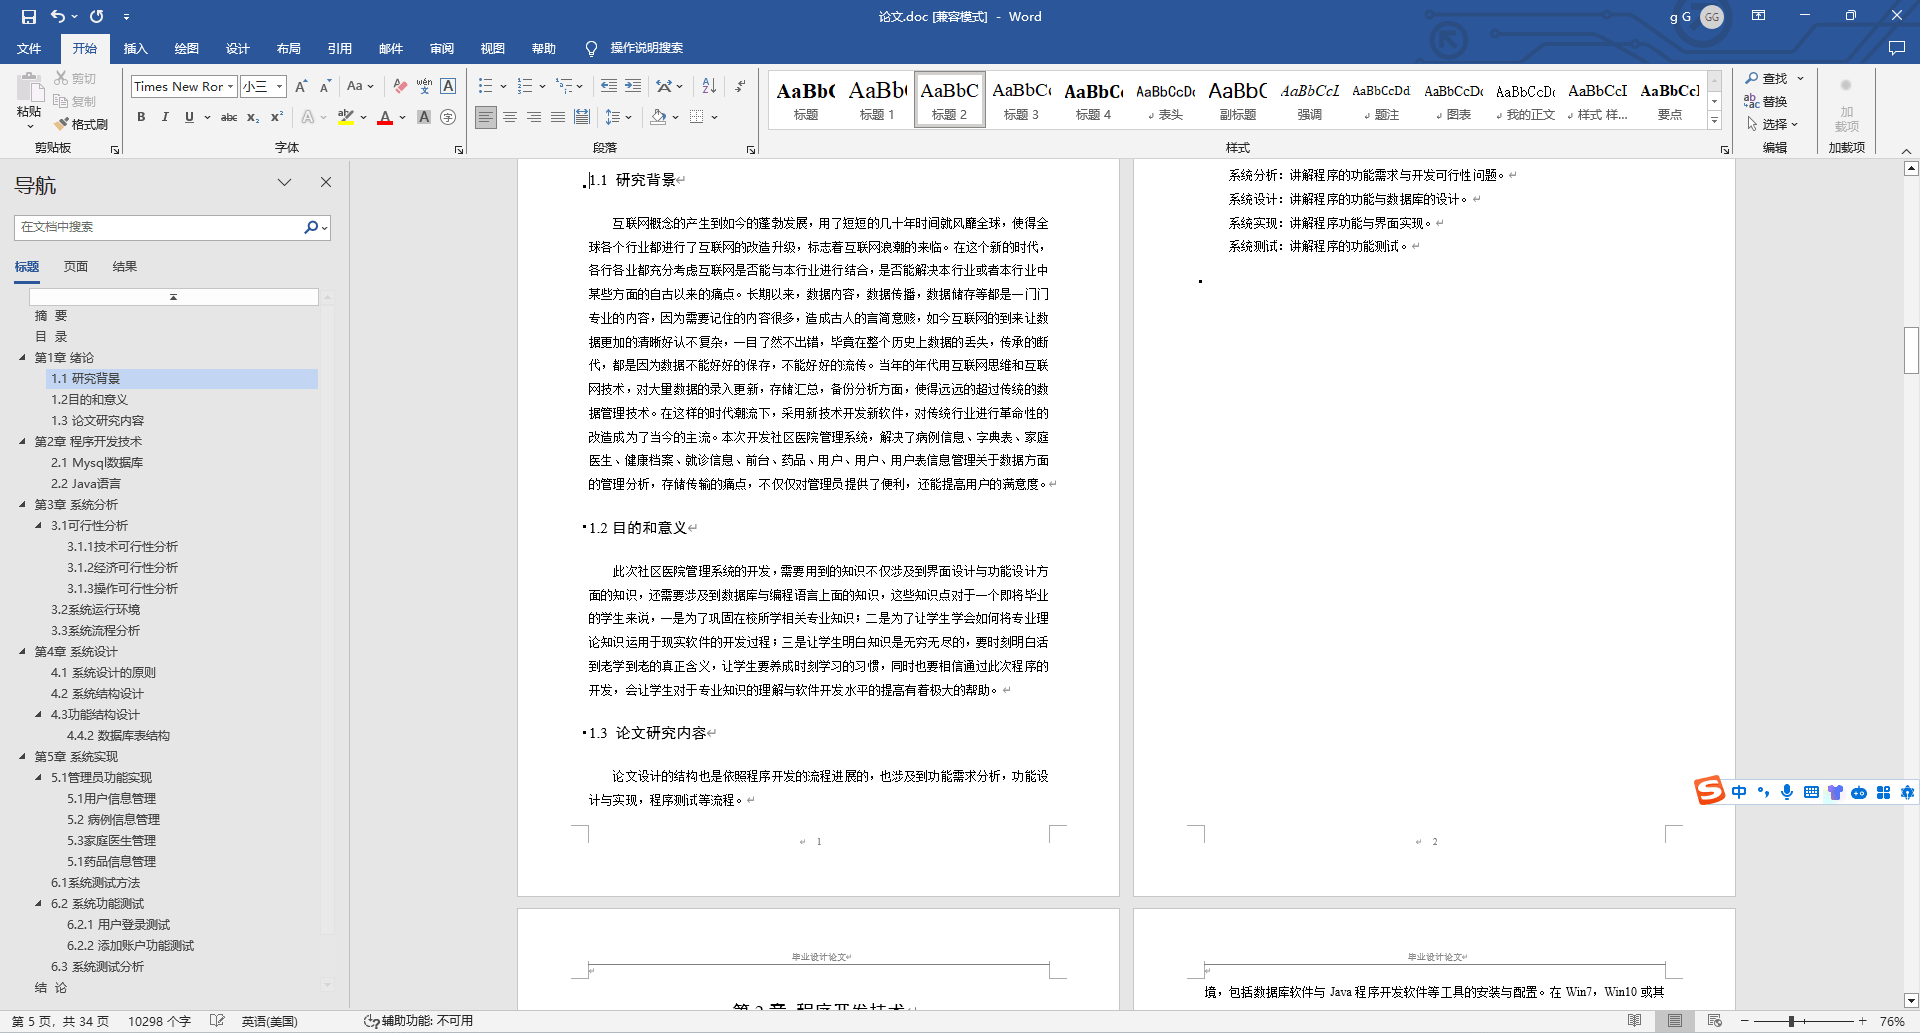 论文.doc [兼容模式] - Word
g G
GG
文件 开始 插入 绘图 设计 布局 引用 邮件 审阅 视图 帮助 操作说明搜索
粘贴
剪切
复制
格式刷
剪贴板
Times New Ror
小三
字体
段落
AaBb( 标题
AaBb( 标题 1
AaBbC 标题 2
AaBbC 标题 3
AaBbC 标题 4
AaBbCcDc 表头
AaBbC 副标题
AaBbCcL 强调
AaBbCcDd 题注
AaBbCcDc 图表
AaBbCcDc 我的正文
AaBbCcI 样式 样...
AaBbCcI 要点
样式
查找
替换
选择
编辑
加载项
加载项
导航
在文档中搜索
标题 页面 结果
摘 要
目 录
第1章 绪论
1.1 研究背景
1.2目的和意义
1.3 论文研究内容
第2章 程序开发技术
2.1 Mysql数据库
2.2 Java语言
第3章 系统分析
3.1可行性分析
3.1.1技术可行性分析
3.1.2经济可行性分析
3.1.3操作可行性分析
3.2系统运行环境
3.3系统流程分析
第4章 系统设计
4.1 系统设计的原则
4.2 系统结构设计
4.3功能结构设计
4.4.2 数据库表结构
第5章 系统实现
5.1管理员功能实现
5.1用户信息管理
5.2 病例信息管理
5.3家庭医生管理
5.1药品信息管理
6.1系统测试方法
6.2 系统功能测试
6.2.1 用户登录测试
6.2.2 添加账户功能测试
6.3 系统测试分析
结 论
1.1 研究背景
互联网概念的产生到如今的蓬勃发展，用了短短的几十年时间就风靡全球，使得全
球各个行业都进行了互联网的改造升级，标志着互联网浪潮的来临。在这个新的时代，
各行各业都充分考虑互联网是否能与本行业进行结合，是否能解决本行业或者本行业中
某些方面的自古以来的痛点。长期以来，数据内容，数据传播，数据储存等都是一门门
专业的内容，因为需要记住的内容很多，造成古人的言简意赅，如今互联网的到来让数
据更加的清晰好认不复杂，一目了然不出错，毕竟在整个历史上数据的丢失，传承的断
代，都是因为数据不能好好的保存，不能好好的流传。当年的年代用互联网思维和互联
网技术，对大量数据的录入更新，存储汇总，备份分析方面，使得远远的超过传统的数
据管理技术。在这样的时代潮流下，采用新技术开发新软件，对传统行业进行革命性的
改造成为了当今的主流。本次开发社区医院管理系统，解决了病例信息、字典表、家庭
医生、健康档案、就诊信息、前台、药品、用户、用户、用户表信息管理关于数据方面
的管理分析，存储传输的痛点，不仅仅对管理员提供了便利，还能提高用户的满意度。
1.2 目的和意义
此次社区医院管理系统的开发，需要用到的知识不仅涉及到界面设计与功能设计方
面的知识，还需要涉及到数据库与编程语言上面的知识，这些知识点对于一个即将毕业
的学生来说，一是为了巩固在校所学相关专业知识；二是为了让学生学会如何将专业理
论知识运用于现实软件的开发过程；三是让学生明白知识是无穷无尽的，要时刻明白活
到老学到老的真正含义，让学生要养成时刻学习的习惯，同时也要相信通过此次程序的
开发，会让学生对于专业知识的理解与软件开发水平的提高有着极大的帮助。
1.3 论文研究内容
论文设计的结构也是依照程序开发的流程进展的，也涉及到功能需求分析，功能设
计与实现，程序测试等流程。
1
系统分析：讲解程序的功能需求与开发可行性问题。
系统设计：讲解程序的功能与数据库的设计。
系统实现：讲解程序功能与界面实现。
系统测试：讲解程序的功能测试。
2
毕业设计论文
第 2 章 程序开发技术
毕业设计论文
境，包括数据库软件与 Java 程序开发软件等工具的安装与配置。在 Win7，Win10 或其
中
第 5 页，共 34 页 10298 个字 英语(美国) 辅助功能: 不可用
76%